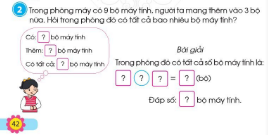 2 Trong phòng máy có 9 bộ máy tính, người ta mang thêm vào 3 bộ
nữa. Hỏi trong phòng đó có tất cả bao nhiêu bộ máy tính?
Có: ? bộ máy tính
Thêm: ? bộ máy tính
Có tất cả: ? bộ máy tính
Bài giải
Trong phòng đó có tất cả số bộ máy tính là:
? ? ? = ? (bộ)
Đáp số: ? bộ máy tính.
42